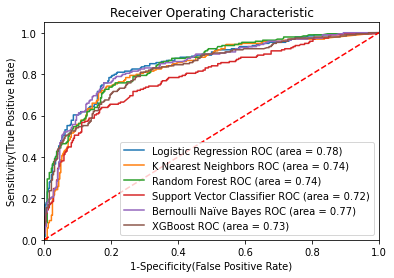 Receiver Operating Characteristic
Sensitivity(True Positive Rate)
1.0
0.8
0.6
0.4
0.2
0.0
Logistic Regression ROC (area = 0.78)
K Nearest Neighbors ROC (area = 0.74)
Random Forest ROC (area = 0.74)
Support Vector Classifier ROC (area = 0.72)
Bernoulli Naïve Bayes ROC (area = 0.77)
XGBoost ROC (area = 0.73)
0.0 0.2 0.4 0.6 0.8 1.0
1-Specificity(False Positive Rate)